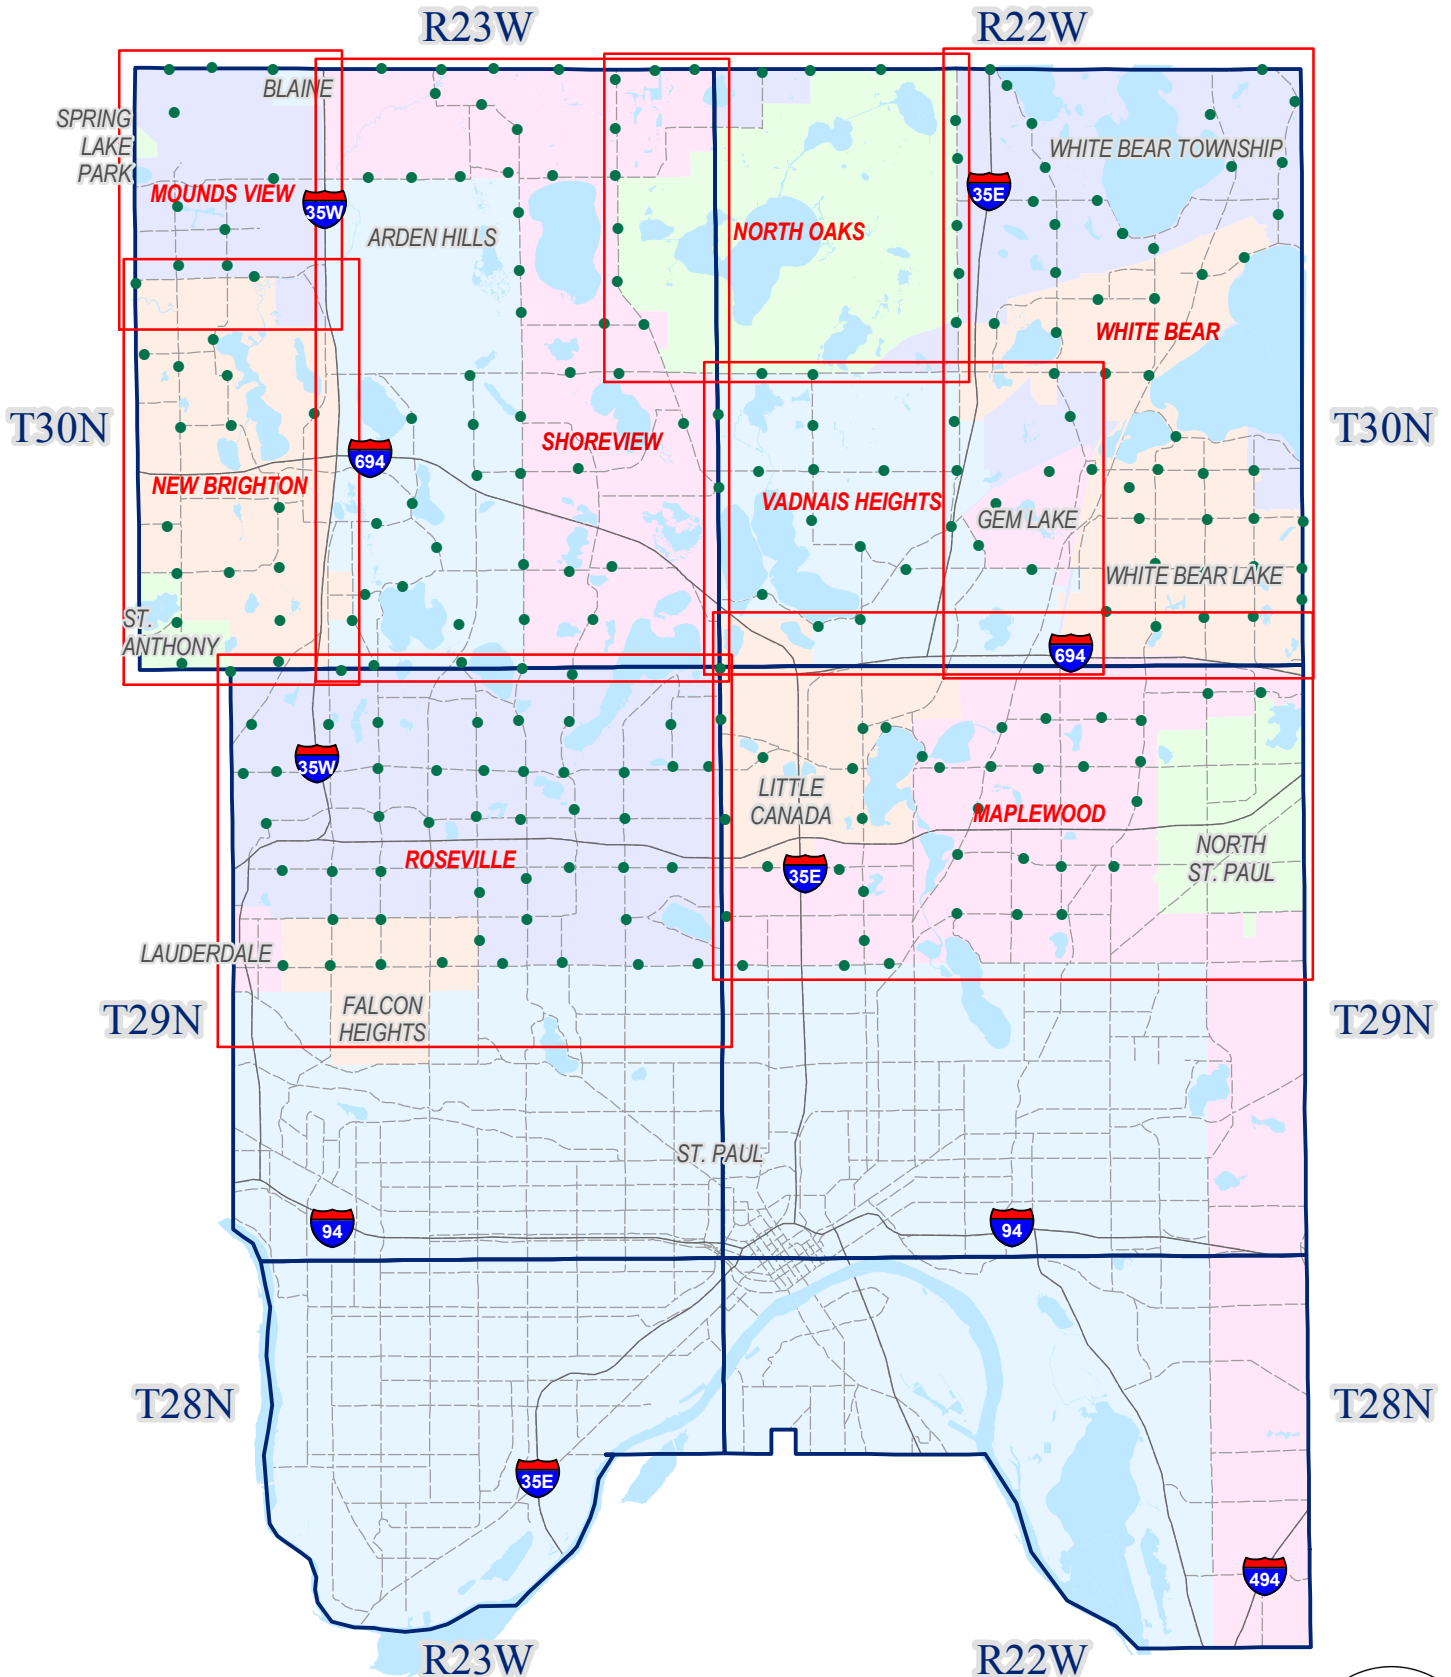 R23W
R22W
BLAINE
SPRING
LAKE
PARK
MOUNDS VIEW
35W
ARDEN HILLS
NORTH OAKS
35E
WHITE BEAR TOWNSHIP
WHITE BEAR
T30N
T30N
SHOREVIEW
694
NEW BRIGHTON
VADNAIS HEIGHTS
GEM LAKE
WHITE BEAR LAKE
ST.
ANTHONY
694
35W
LITTLE
CANADA
MAPLEWOOD
ROSEVILLE
35E
NORTH
ST. PAUL
LAUDERDALE
FALCON
HEIGHTS
T29N
T29N
ST. PAUL
94
94
T28N
T28N
35E
494
R23W
R22W